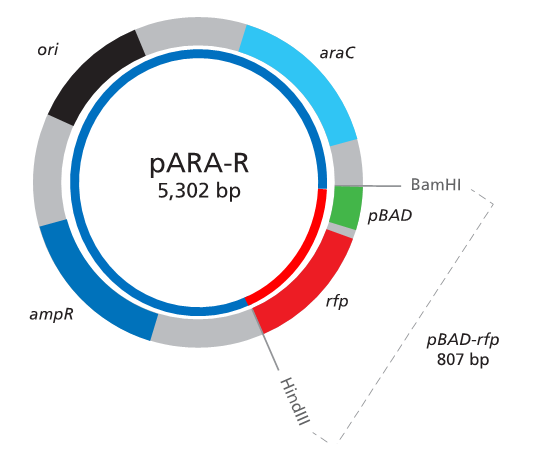 ori
araC
pARA-R
5,302 bp
BamHI
pBAD
rfp
ampR
pBAD-rfp
807 bp
HindIII